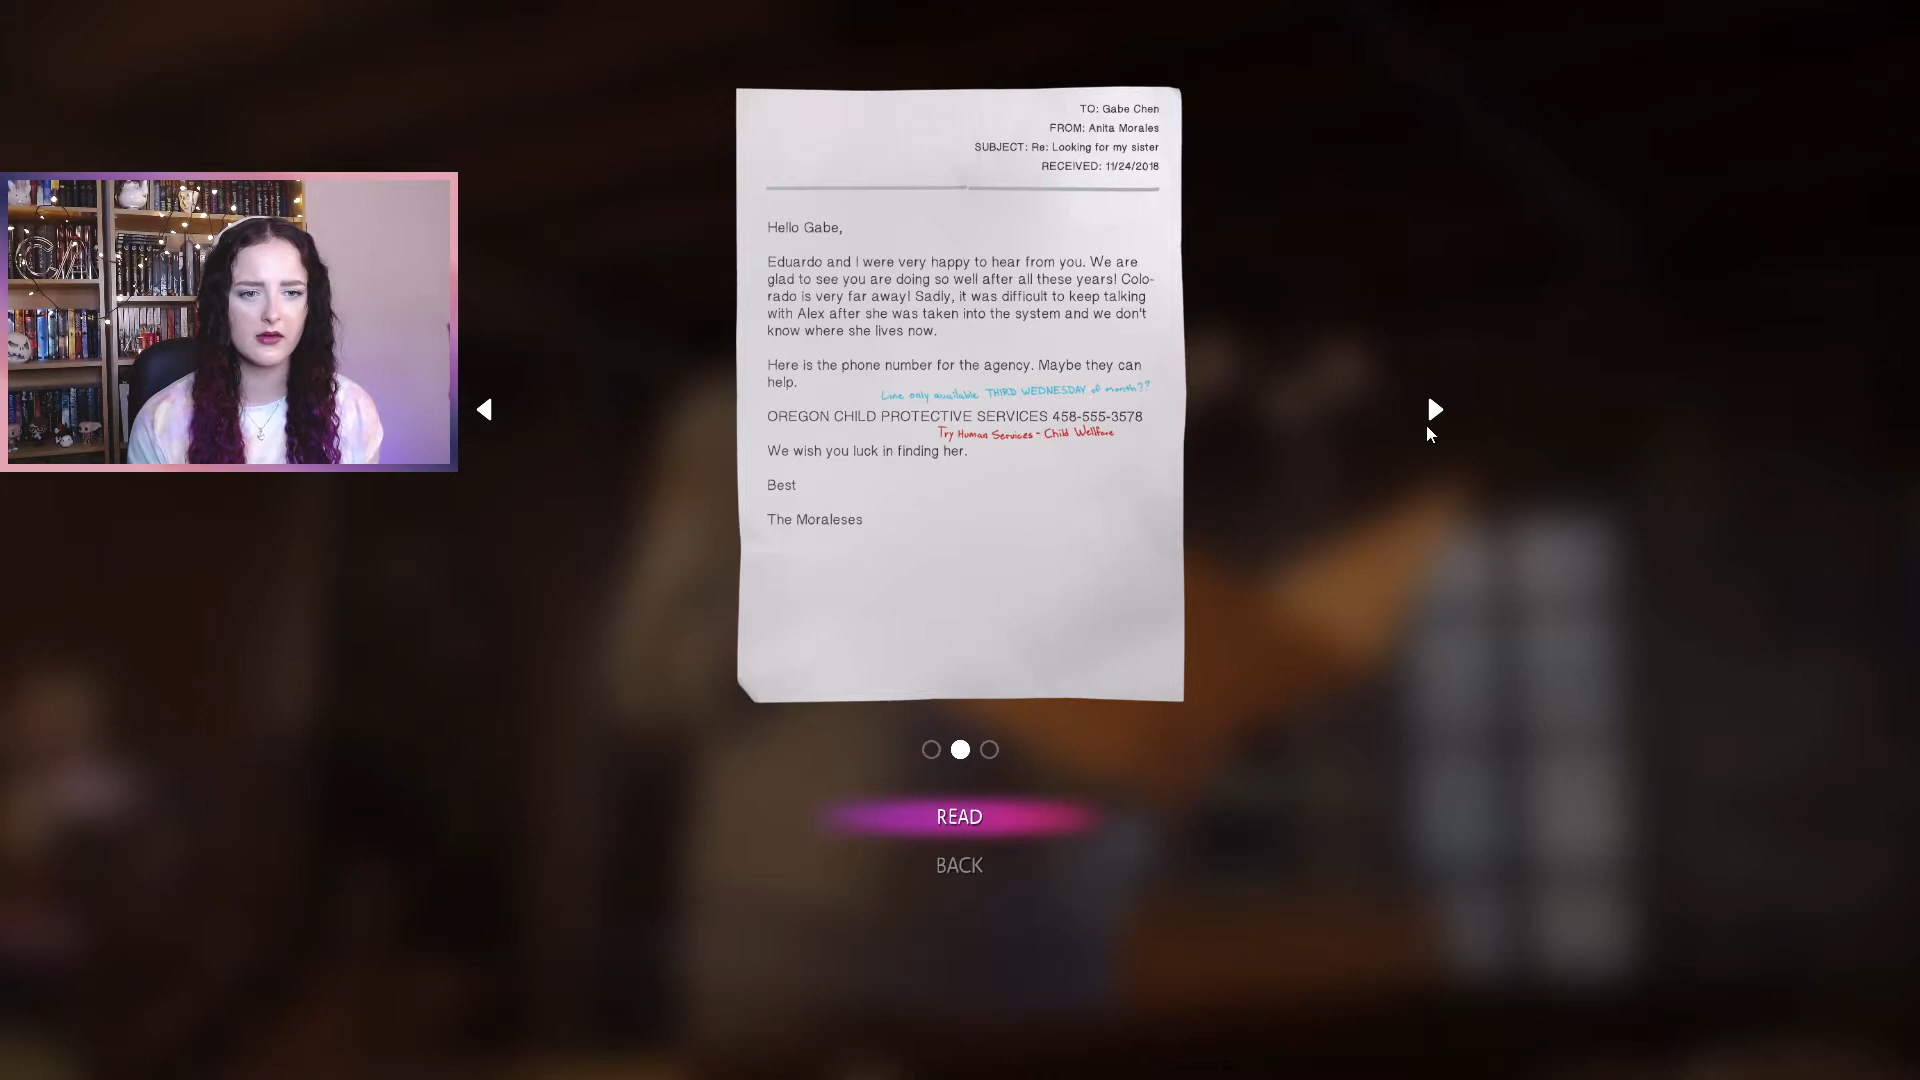 TO: Gabe Chen
FROM: Anita Morales
SUBJECT: Re: Looking for my sister
RECEIVED: 11/24/2018
Hello Gabe,
Eduardo and I were very happy to hear from you. We are
glad to see you are doing so well after all these years! Colo-
rado is very far away! Sadly, it was difficult to keep talking
with Alex after she was taken into the system and we don't
know where she lives now.
Here is the phone number for the agency. Maybe they can
help.
Line only available THIRD WEDNESDAY of month??
OREGON CHILD PROTECTIVE SERVICES 458-555-3578
Try Human Services - Child Wellfare
We wish you luck in finding her.
Best
The Moraleses
READ
BACK